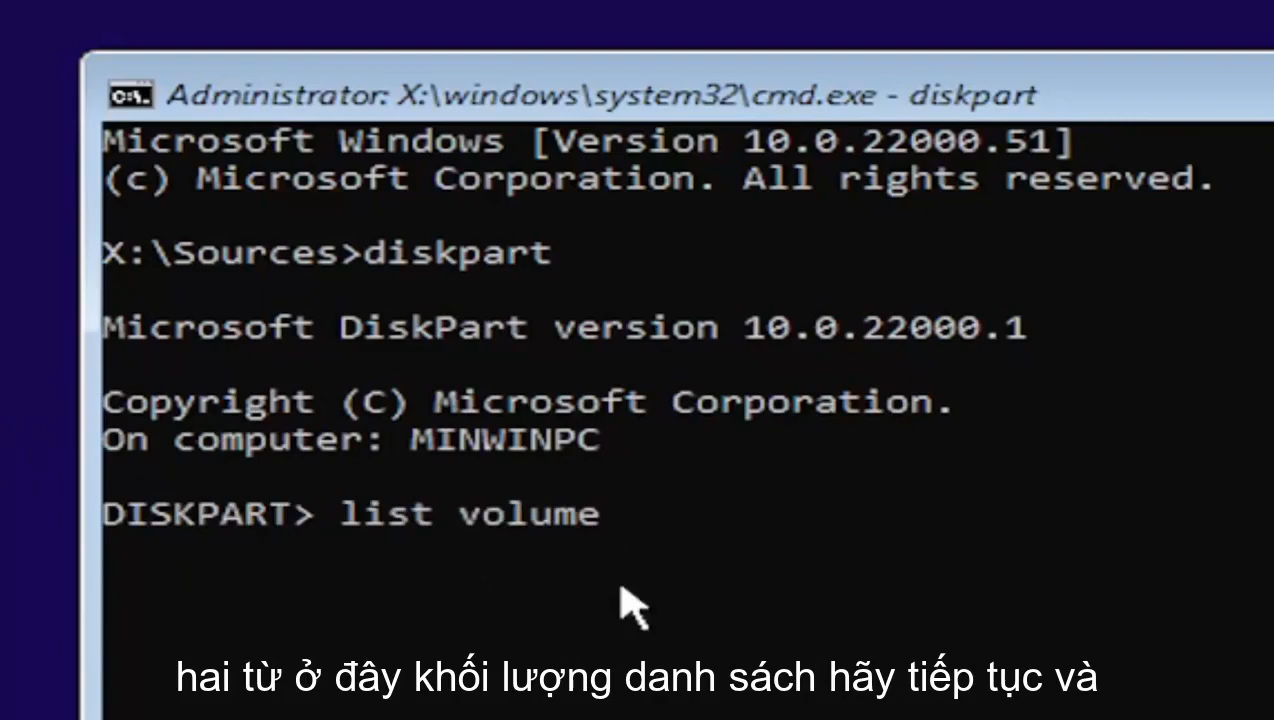 C:\.
Administrator: X:\windows\system32\cmd.exe - diskpart
Microsoft Windows [Version 10.0.22000.51]
(c) Microsoft Corporation. All rights reserved.
X:\Sources>diskpart
Microsoft DiskPart version 10.0.22000.1
Copyright (C) Microsoft Corporation.
On computer: MINWINPC
DISKPART> list volume
hai từ ở đây khối lượng danh sách hãy tiếp tục và